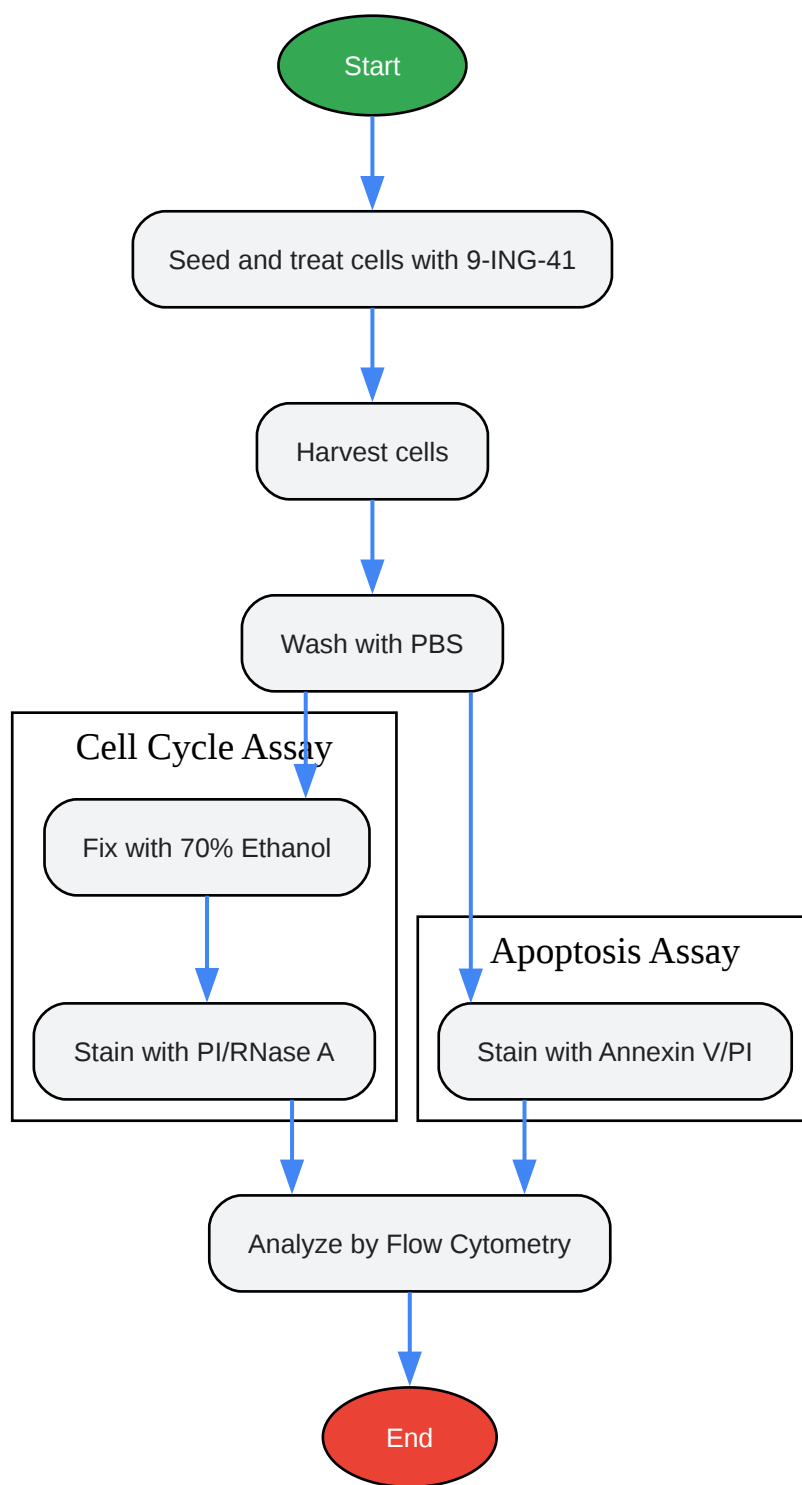 Start
Seed and treat cells with 9-ING-41
Harvest cells
Wash with PBS
Cell Cycle Assay
Fix with 70% Ethanol
Stain with PI/RNase A
Apoptosis Assay
Stain with Annexin V/PI
Analyze by Flow Cytometry
End